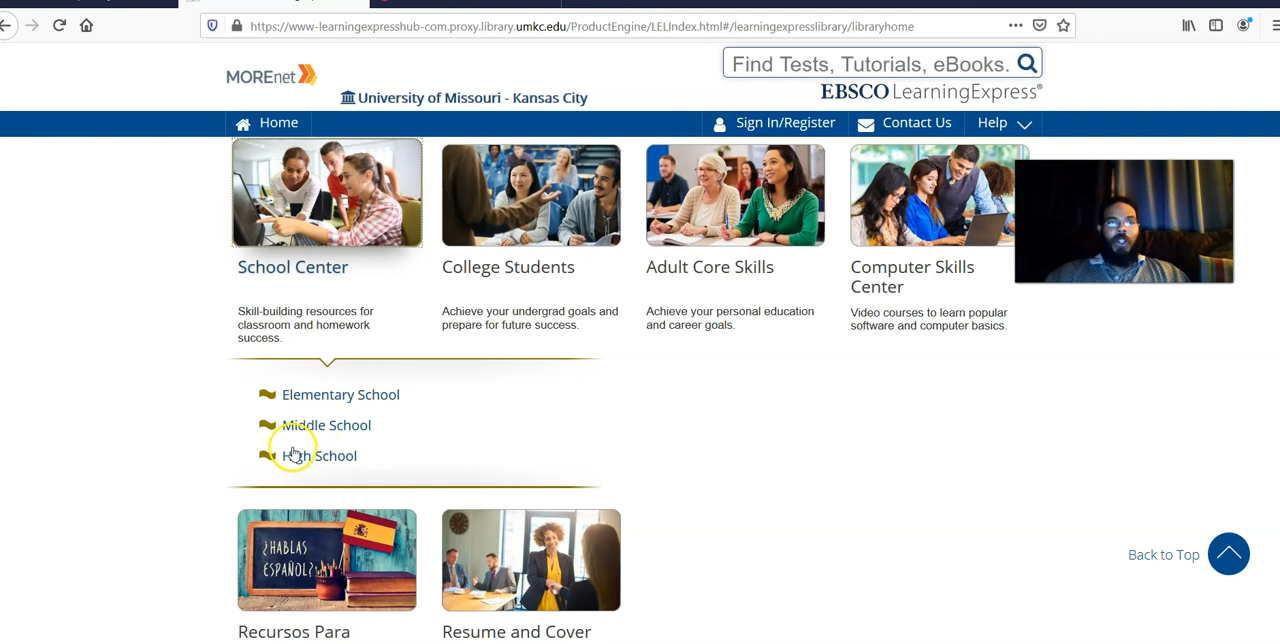 https://www-learningexpresshub-com.proxy.library.umkc.edu/ProductEngine/LELIndex.html#/learningexpresslibrary/libraryhome
MOREnet
University of Missouri - Kansas City
Find Tests, Tutorials, eBooks.
EBSCO LearningExpress®
Home
Sign In/Register
Contact Us
Help
School Center
College Students
Adult Core Skills
Computer Skills
Center
Skill-building resources for
classroom and homework
success.
Achieve your undergrad goals and
prepare for future success.
Achieve your personal education
and career goals.
Video courses to learn popular
software and computer basics.
Elementary School
Middle School
High School
¿HABLAS
ESPAÑOL?
Back to Top
Recursos Para
Resume and Cover